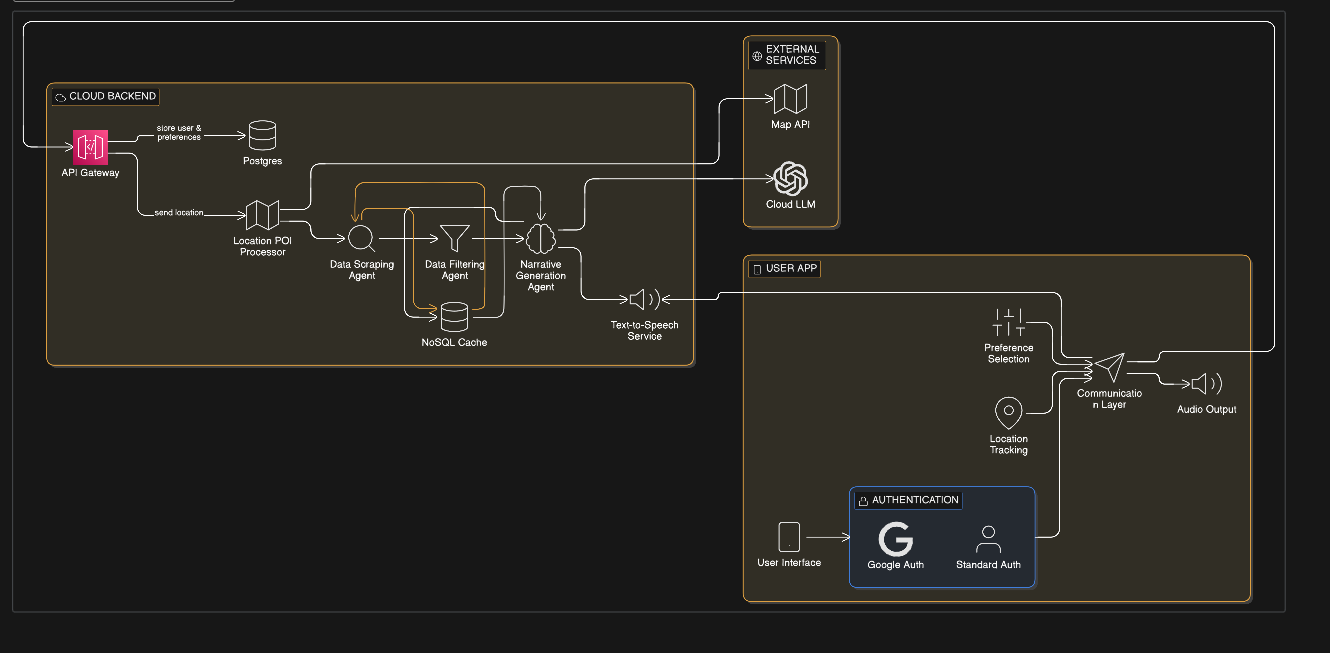 EXTERNAL
SERVICES
Map API
Cloud LLM
CLOUD BACKEND
store user &
preferences
API Gateway
Postgres
send location
Location POI
Processor
Data Scraping
Agent
Data Filtering
Agent
Narrative
Generation
Agent
NoSQL Cache
Text-to-Speech
Service
USER APP
Preference
Selection
Communicatio
n Layer
Audio Output
Location
Tracking
AUTHENTICATION
User Interface
Google Auth
Standard Auth